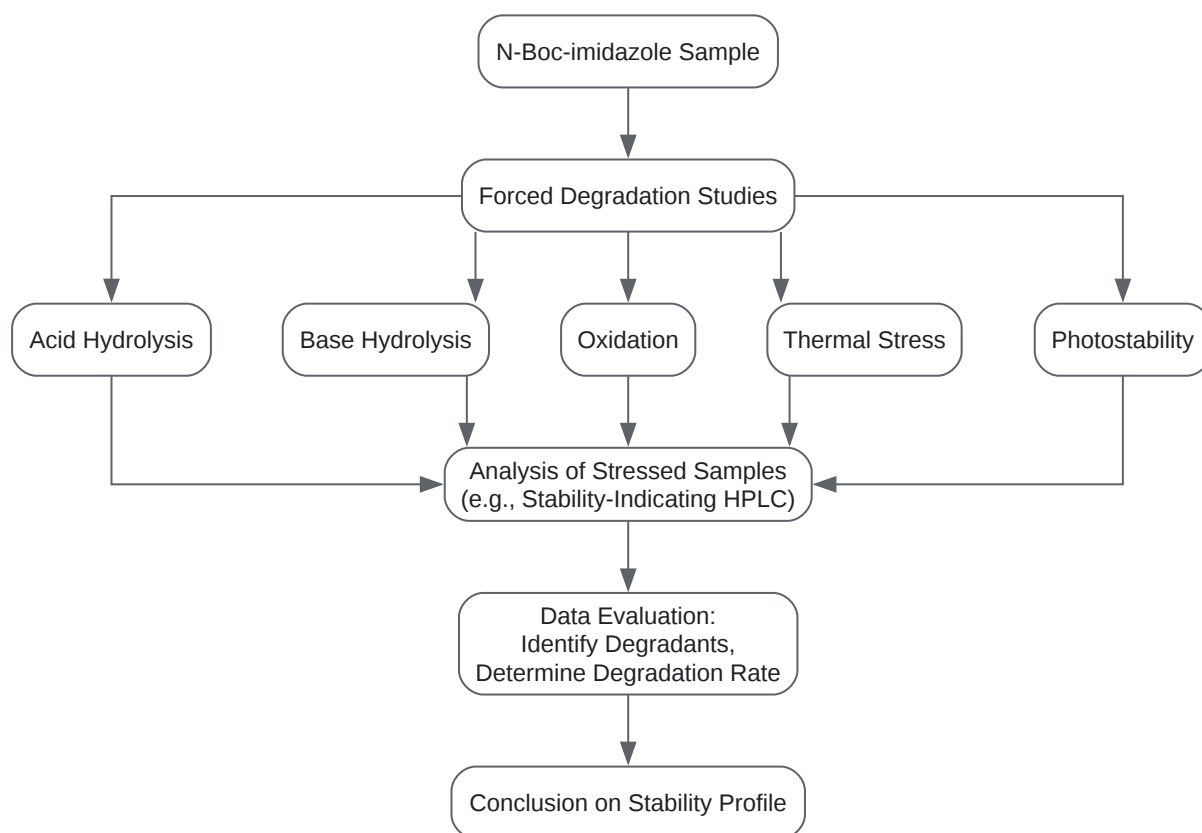 N-Boc-imidazole Sample
Forced Degradation Studies
Acid Hydrolysis
Base Hydrolysis
Oxidation
Thermal Stress
Photostability
Analysis of Stressed Samples
(e.g., Stability-Indicating HPLC)
Data Evaluation:
Identify Degradants,
Determine Degradation Rate
Conclusion on Stability Profile